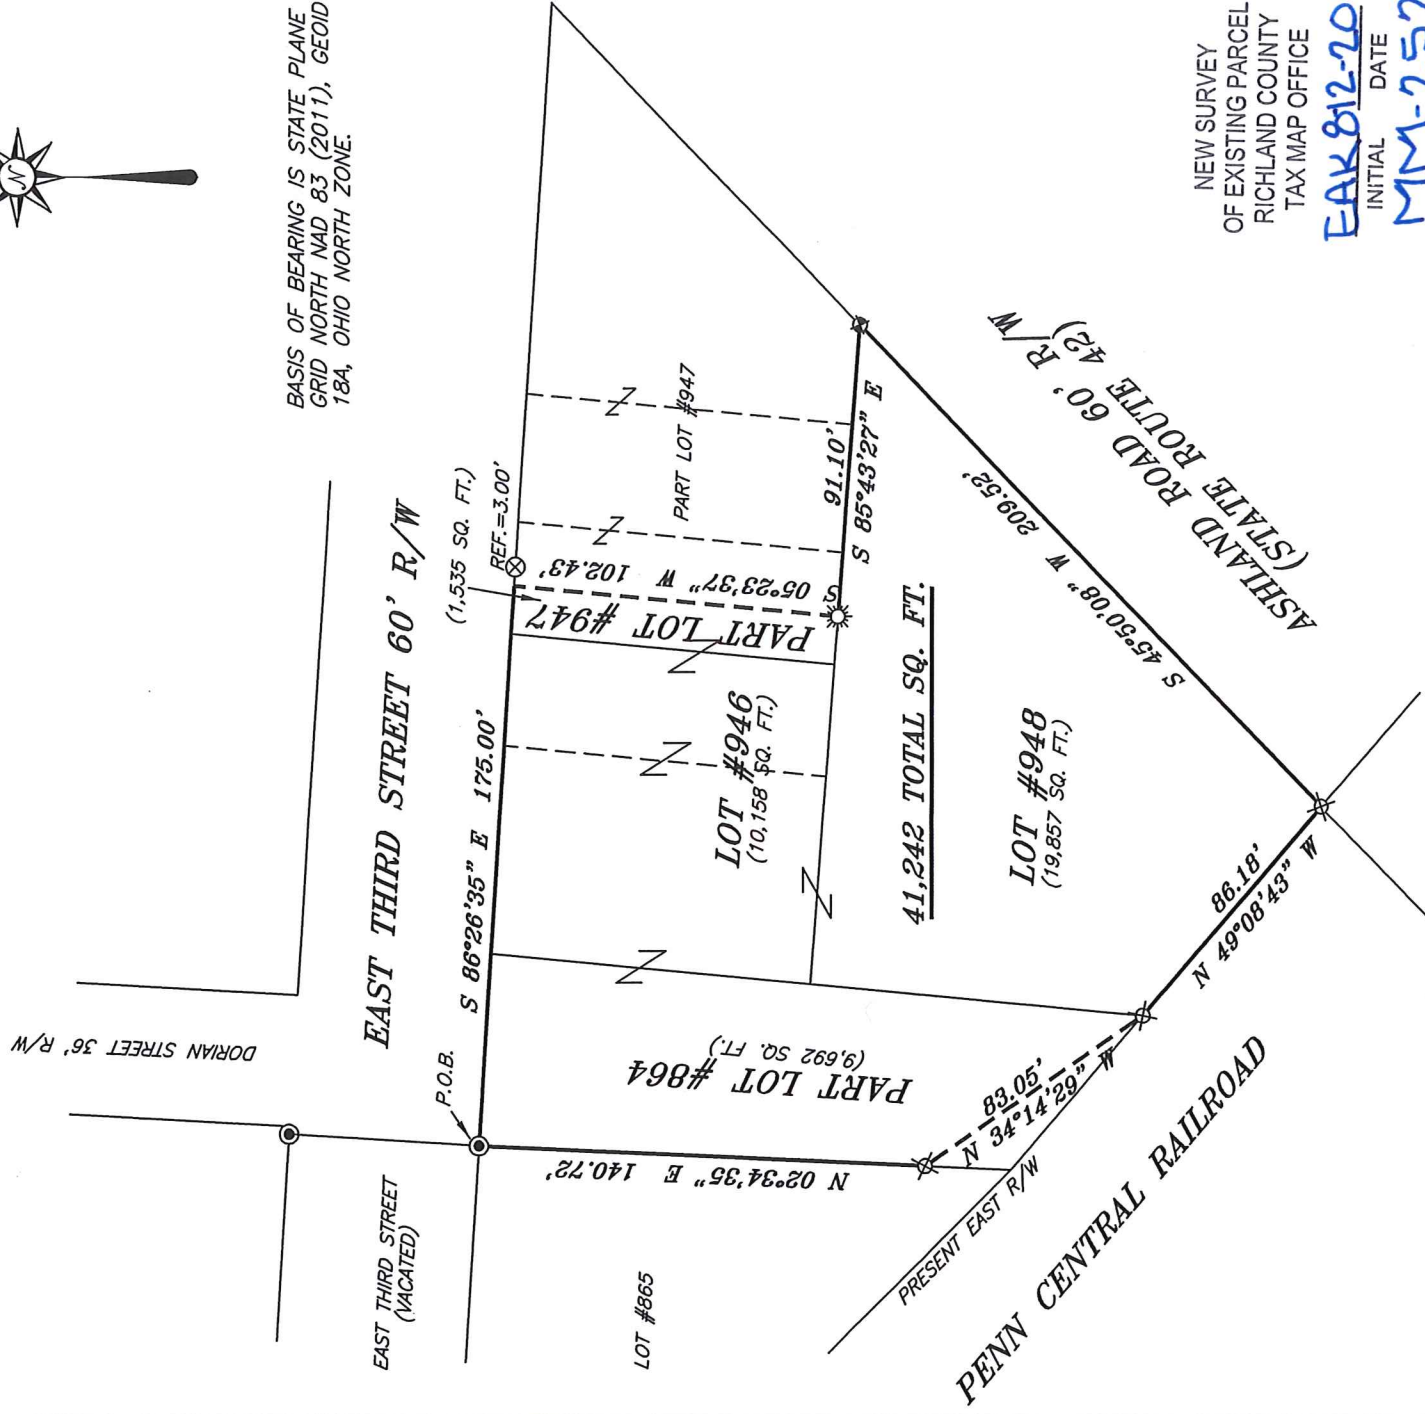 N
BASIS OF BEARING IS STATE PLANE
GRID NORTH NAD 83 (2011), GEOID
18A, OHIO NORTH ZONE.
DORIAN STREET 36' R/W
EAST THIRD STREET 60' R/W
P.O.B.
S 86°26'35" E 175.00'
(1,535 SQ. FT.)
REF.=3.00'
EAST THIRD STREET
(VACATED)
LOT #865
N 02°34'35" E 140.72'
PART LOT #864
(9,692 SQ. FT.)
LOT #946
(10,158 SQ. FT.)
PART LOT #947
S 05°23'37" W 102.43'
PART LOT #947
91.10'
S 85°43'27" E
41,242 TOTAL SQ. FT.
LOT #948
(19,857 SQ. FT.)
209.52'
S 45°50'08" W
ASHLAND ROAD 60' R/W
(STATE ROUTE 42)
83.05'
N 34°14'29" W
86.18'
N 49°08'43" W
PRESENT EAST R/W
PENN CENTRAL RAILROAD
NEW SURVEY
OF EXISTING PARCEL
RICHLAND COUNTY
TAX MAP OFFICE
EAK 812-20
INITIAL DATE